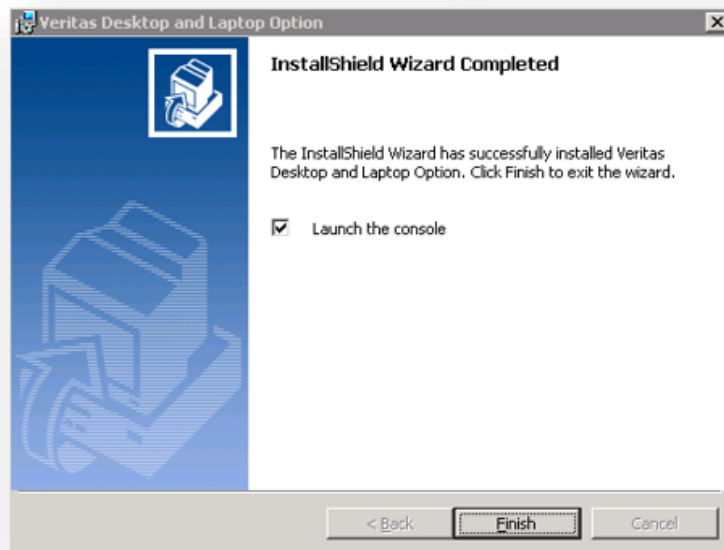 Veritas Desktop and Laptop Option
InstallShield Wizard Completed
The InstallShield Wizard has successfully installed Veritas
Desktop and Laptop Option. Click Finish to exit the wizard.
Launch the console
< Back
Finish
Cancel